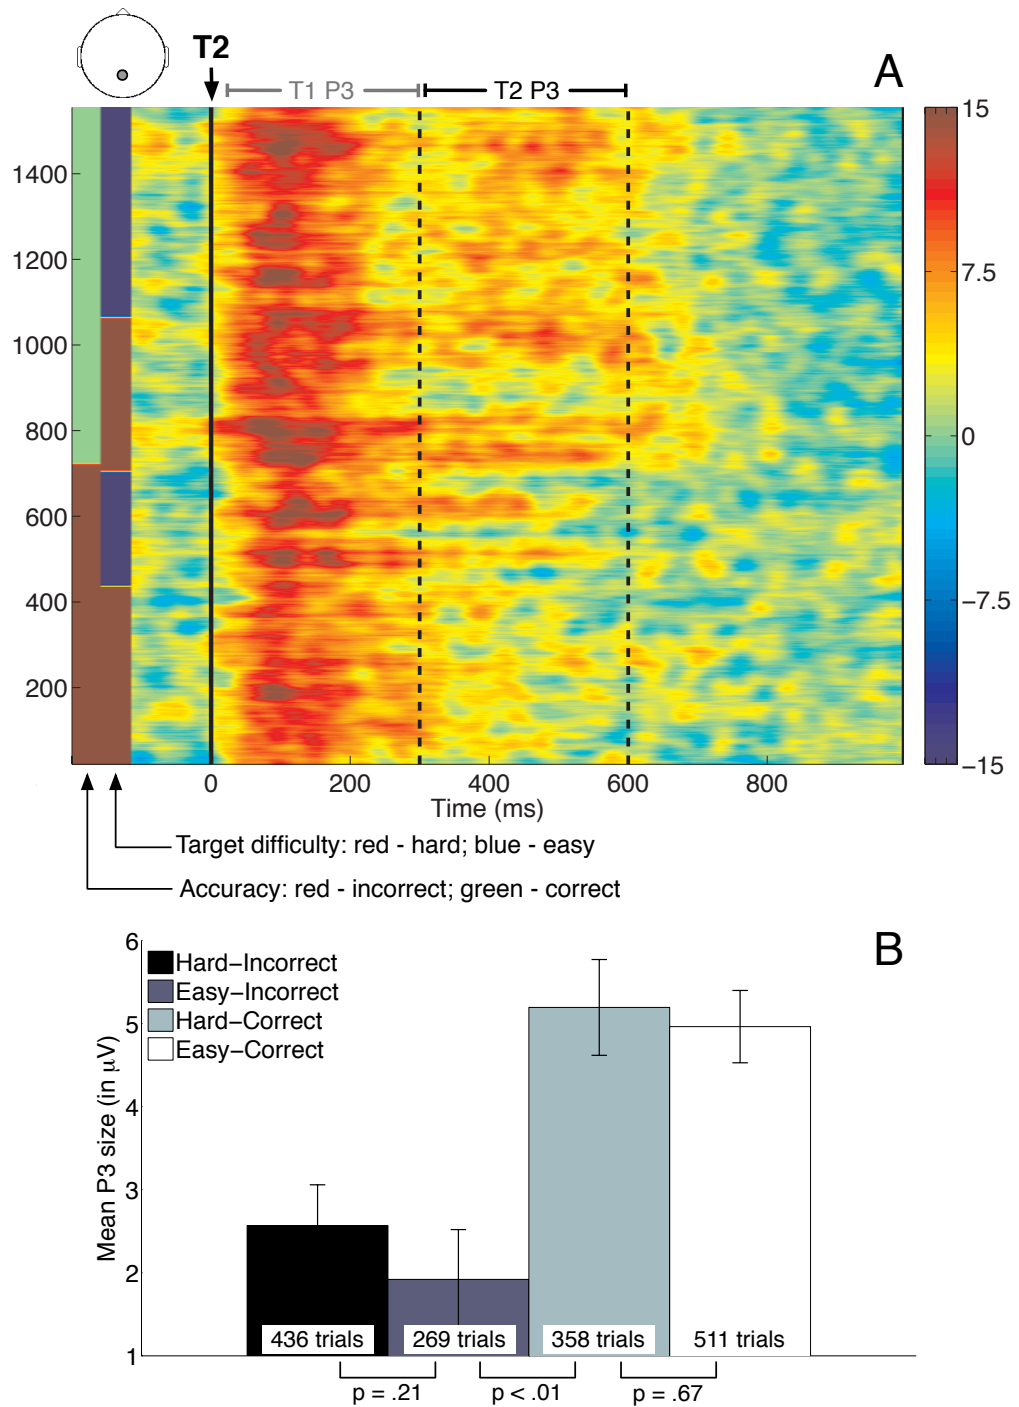 T2
T1 P3
T2 P3
A
1400
1200
1000
800
600
400
200
0
200
400
600
800
Time (ms)
15
7.5
0
−7.5
−15
Target difficulty: red - hard; blue - easy
Accuracy: red - incorrect; green - correct
B
6
5
4
3
2
1
Mean P3 size (in μV)
Hard−Incorrect
Easy−Incorrect
Hard−Correct
Easy−Correct
436 trials
269 trials
358 trials
511 trials
p = .21
p < .01
p = .67